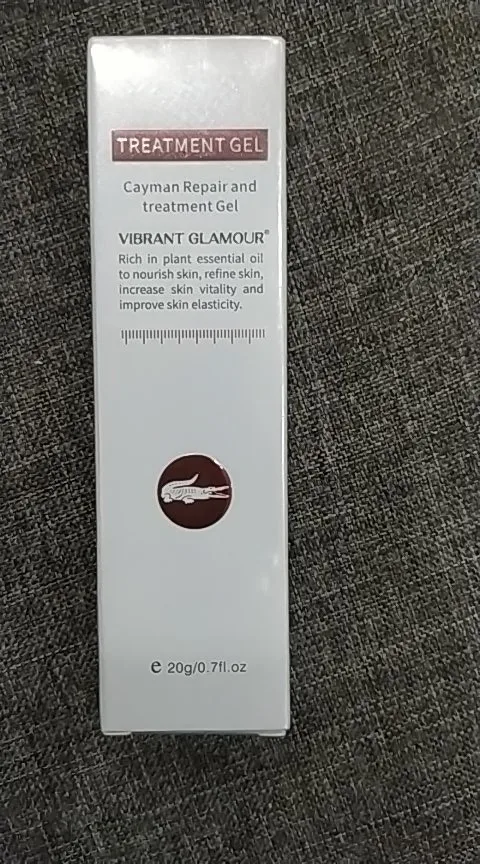 TREATMENT GEL
Cayman Repair and
treatment Gel
VIBRANT GLAMOUR®
Rich in plant essential oil
to nourish skin, refine skin,
increase skin vitality and
improve skin elasticity.
e 20g/0.7fl.oz